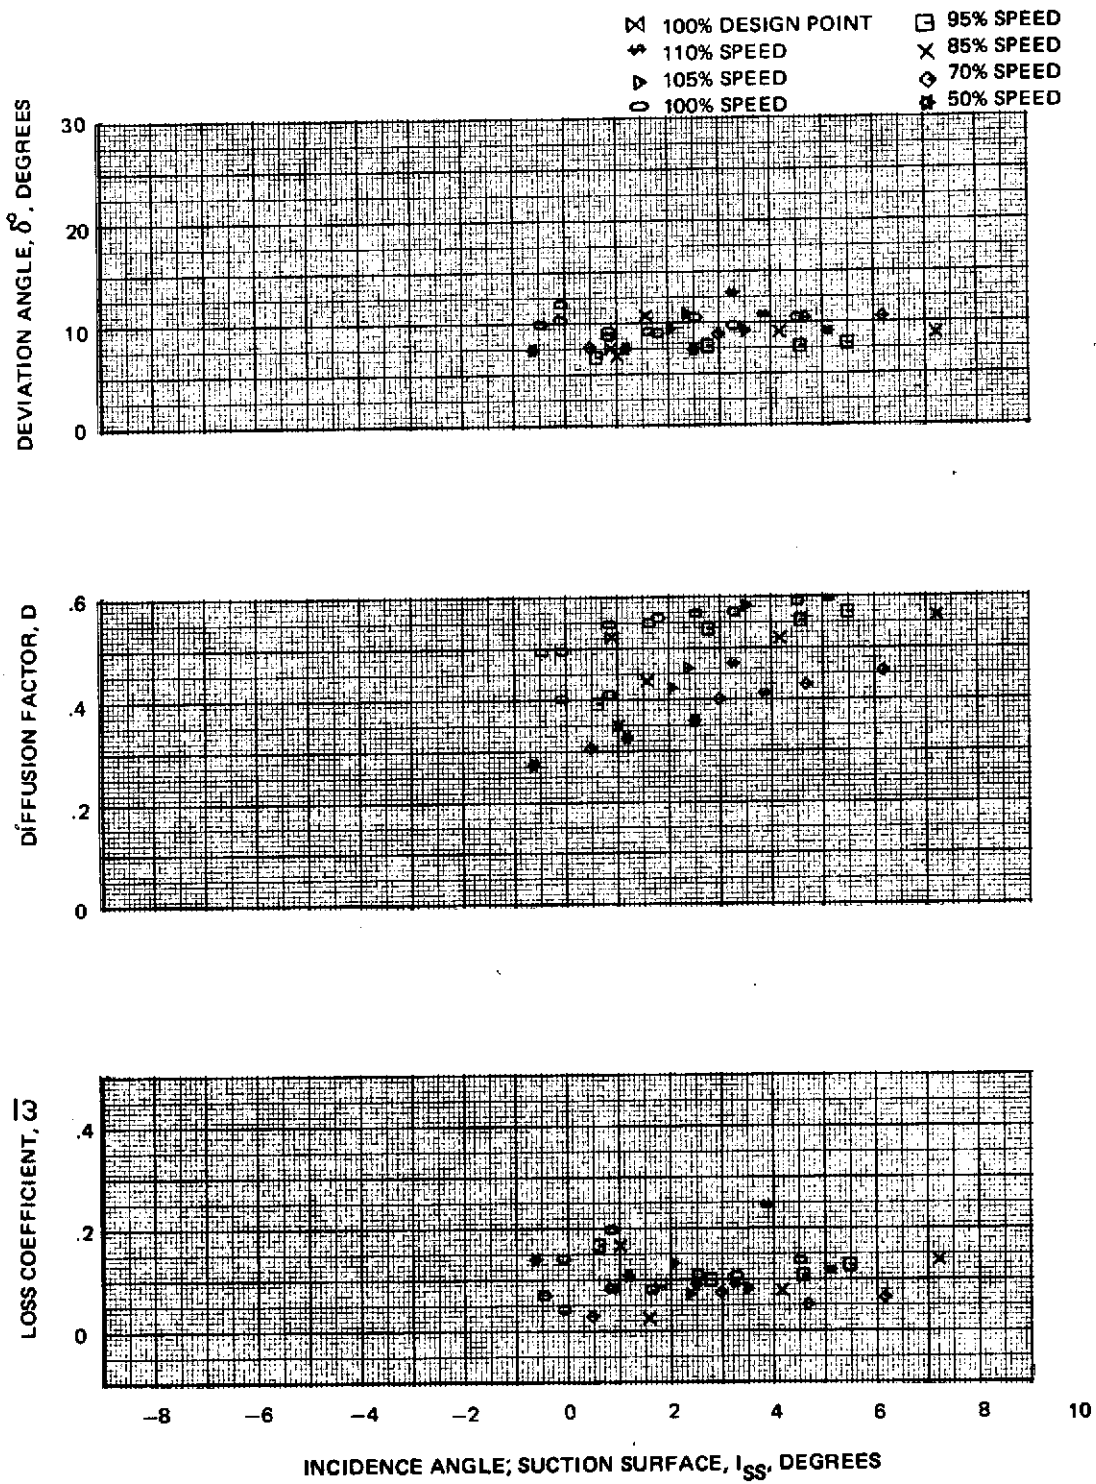 100% DESIGN POINT
110% SPEED
105% SPEED
100% SPEED
95% SPEED
85% SPEED
70% SPEED
50% SPEED
DEVIATION ANGLE, δ°, DEGREES
30
20
10
0
DIFFUSION FACTOR, D
.6
.4
.2
0
LOSS COEFFICIENT, ω̅
.4
.2
0
−8 −6 −4 −2 0 2 4 6 8 10
INCIDENCE ANGLE; SUCTION SURFACE, I_SS, DEGREES